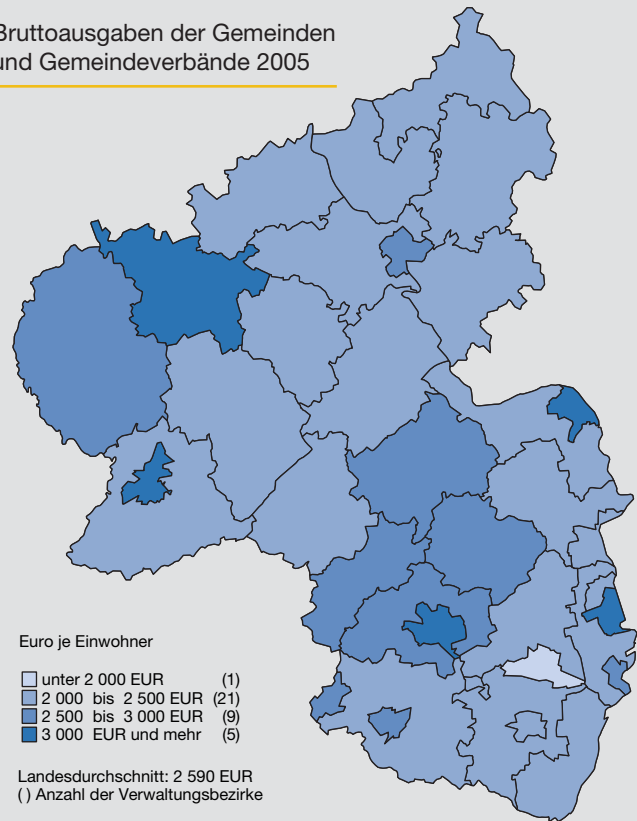 Bruttoausgaben der Gemeinden
und Gemeindeverbände 2005
Euro je Einwohner
unter 2 000 EUR (1)
2 000 bis 2 500 EUR (21)
2 500 bis 3 000 EUR (9)
3 000 EUR und mehr (5)
Landesdurchschnitt: 2 590 EUR
( ) Anzahl der Verwaltungsbezirke